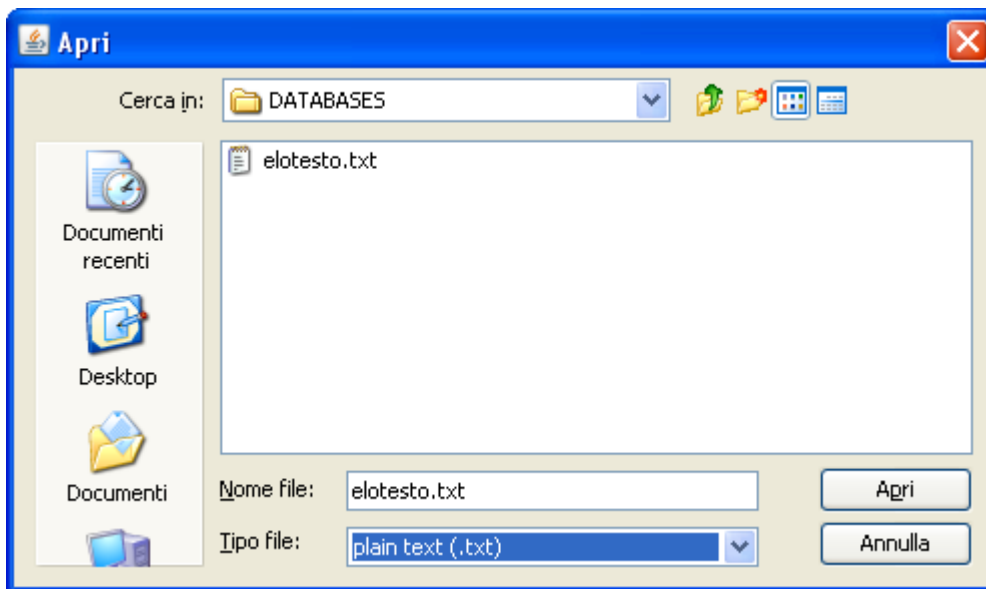 Apri
Cerca in: DATABASES
elotesto.txt
Documenti
recenti
Desktop
Documenti
Nome file: elotesto.txt Apri
Tipo file: plain text (.txt) Annulla